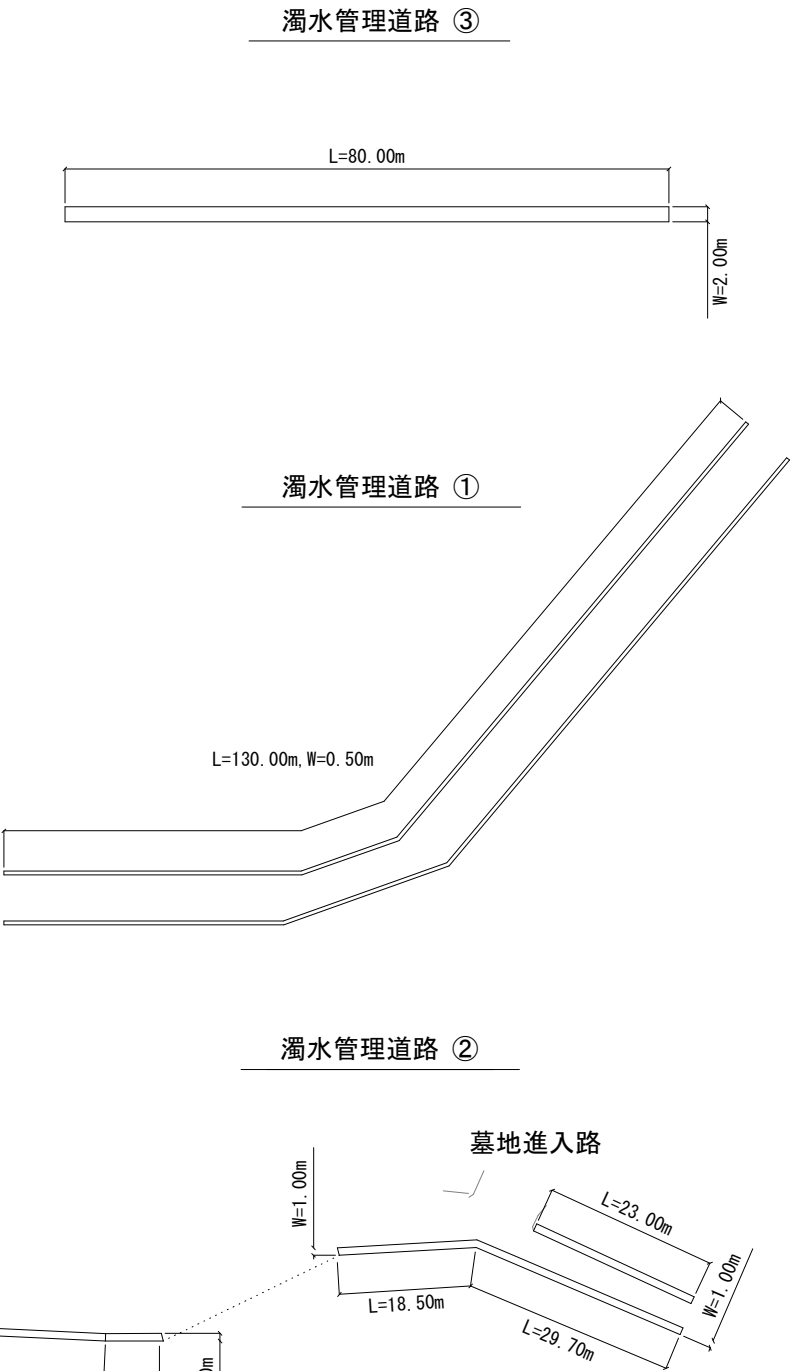 濁水管理道路 ③
L=80.00m
W=2.00m
濁水管理道路 ①
L=130.00m,W=0.50m
濁水管理道路 ②
墓地進入路
W=1.00m
L=23.00m
W=1.00m
L=18.50m
L=29.70m